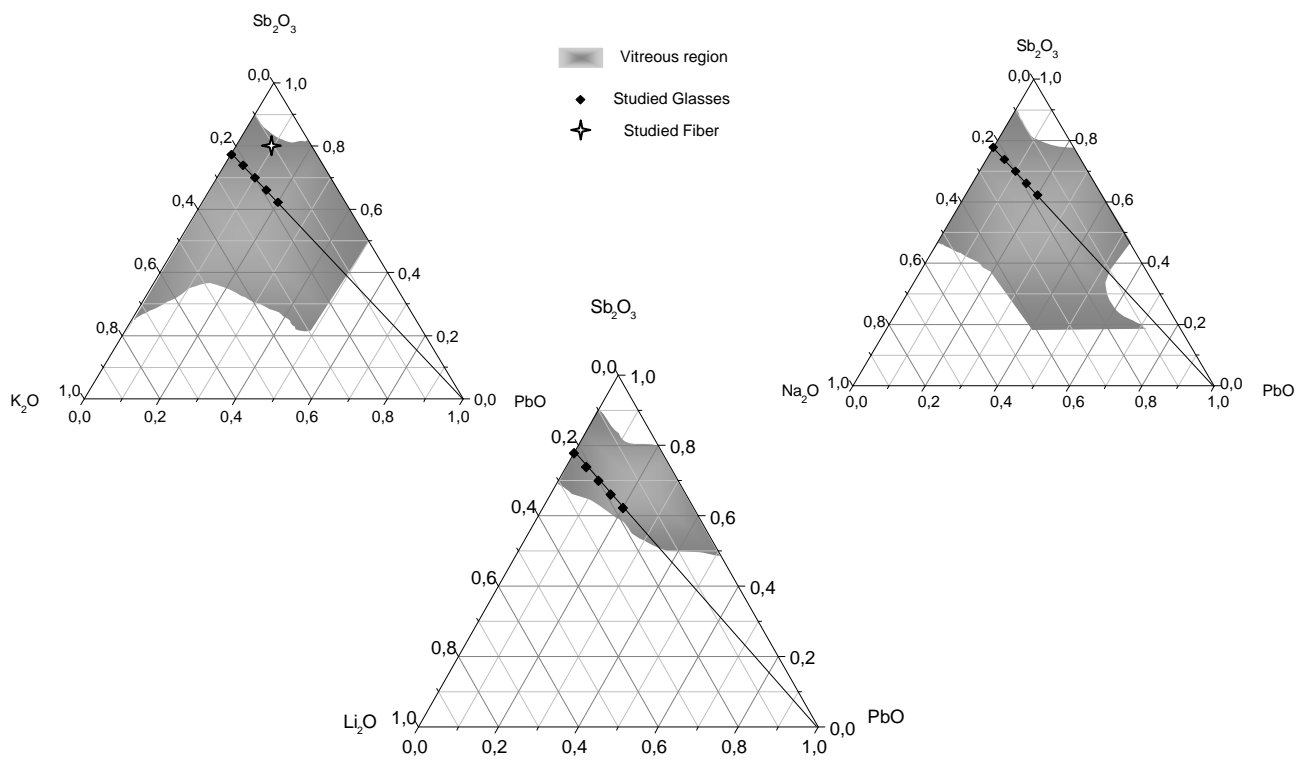 Sb₂O₃
0,0 1,0
0,2 0,8
0,4 0,6
0,6 0,4
0,8 0,2
1,0 0,0
K₂O PbO
0,0 0,2 0,4 0,6 0,8 1,0
Vitreous region
Studied Glasses
Studied Fiber
Sb₂O₃
0,0 1,0
0,2 0,8
0,4 0,6
0,6 0,4
0,8 0,2
1,0 0,0
Na₂O PbO
0,0 0,2 0,4 0,6 0,8 1,0
Sb₂O₃
0,0 1,0
0,2 0,8
0,4 0,6
0,6 0,4
0,8 0,2
Li₂O 1,0 0,0 PbO
0,0 0,2 0,4 0,6 0,8 1,0